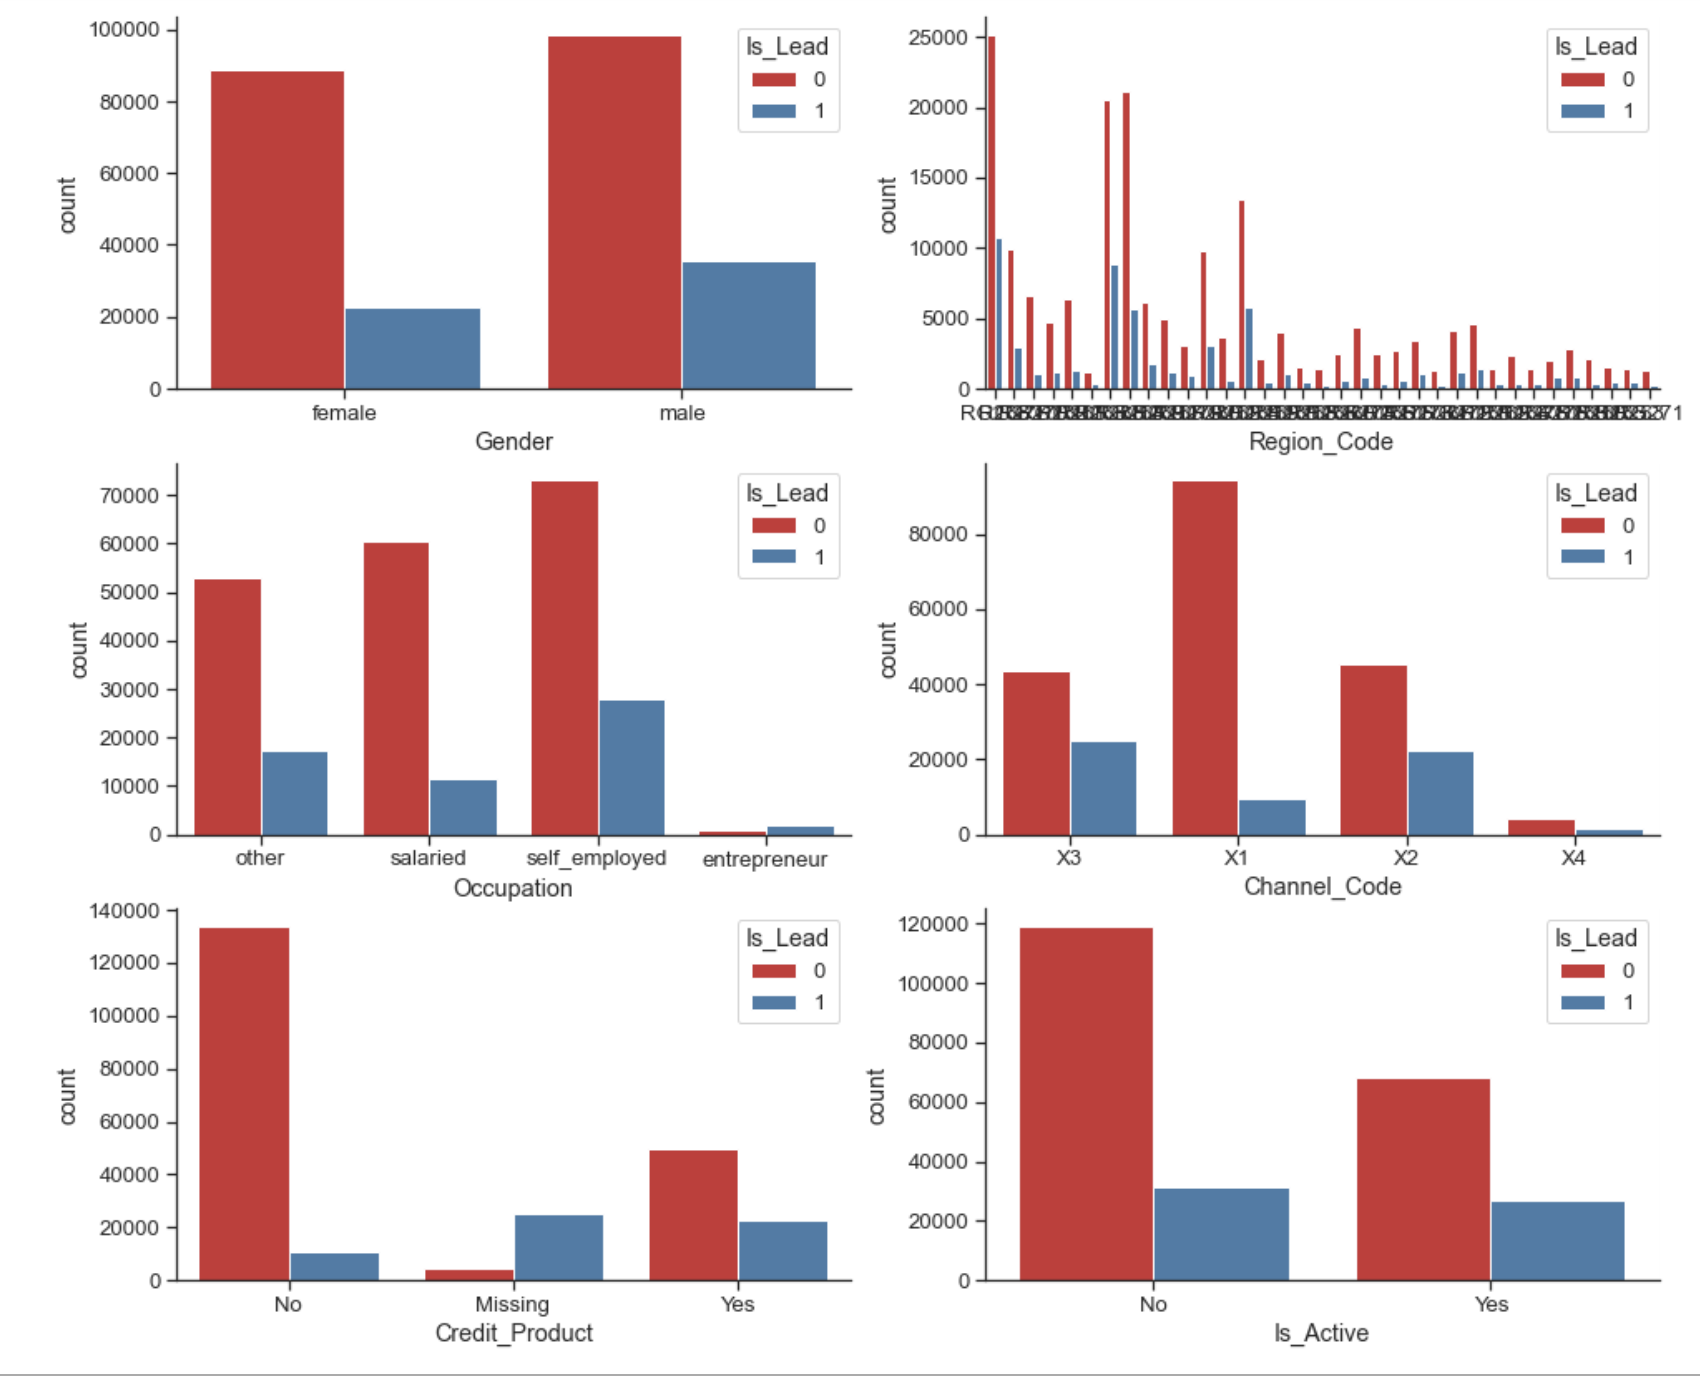 100000
80000
60000
40000
20000
0
count
female
male
Gender
Is_Lead
0
1
25000
20000
15000
10000
5000
0
count
Region_Code
Is_Lead
0
1
70000
60000
50000
40000
30000
20000
10000
0
count
other
salaried
self_employed
entrepreneur
Occupation
Is_Lead
0
1
80000
60000
40000
20000
0
count
X3
X1
X2
X4
Channel_Code
Is_Lead
0
1
140000
120000
100000
80000
60000
40000
20000
0
count
No
Missing
Yes
Credit_Product
Is_Lead
0
1
120000
100000
80000
60000
40000
20000
0
count
No
Yes
Is_Active
Is_Lead
0
1